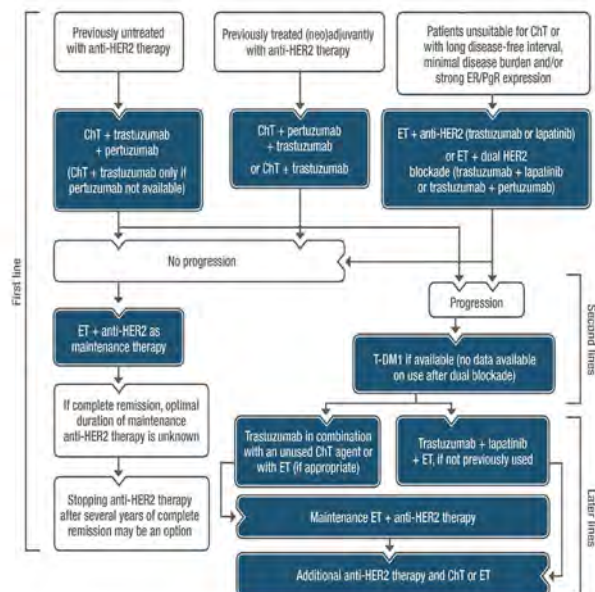 Previously untreated
with anti-HER2 therapy
Previously treated (neo)adjuvantly
with anti-HER2 therapy
Patients unsuitable for ChT or
with long disease-free interval,
minimal disease burden and/or
strong ER/PgR expression
ChT + trastuzumab
+ pertuzumab
(ChT + trastuzumab only if
pertuzumab not available)
ChT + pertuzumab
+ trastuzumab
or ChT + trastuzumab
ET + anti-HER2 (trastuzumab or lapatinib)
or ET + dual HER2
blockade (trastuzumab + lapatinib
or trastuzumab + pertuzumab)
First line
No progression
Progression
Second lines
ET + anti-HER2 as
maintenance therapy
T-DM1 if available (no data available
on use after dual blockade)
If complete remission, optimal
duration of maintenance
anti-HER2 therapy is unknown
Trastuzumab in combination
with an unused ChT agent or
with ET (if appropriate)
Trastuzumab + lapatinib
+ ET, if not previously used
Later lines
Stopping anti-HER2 therapy
after several years of complete
remission may be an option
Maintenance ET + anti-HER2 therapy
Additional anti-HER2 therapy and ChT or ET